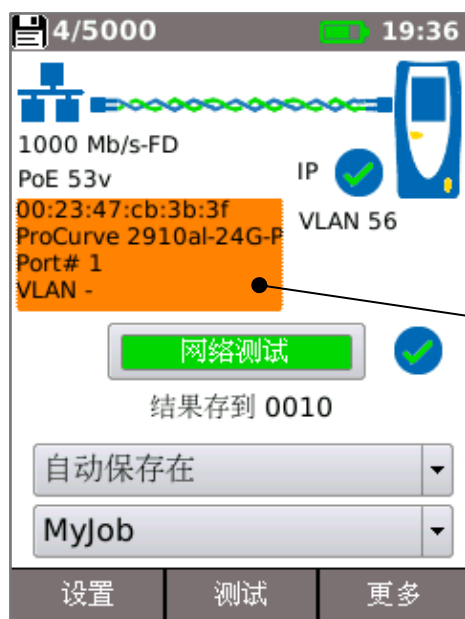 4/5000
19:36
1000 Mb/s-FD
PoE 53v
IP
00:23:47:cb:3b:3f
ProCurve 2910al-24G-P
Port# 1
VLAN -
VLAN 56
网络测试
结果存到 0010
自动保存在
MyJob
设置
测试
更多